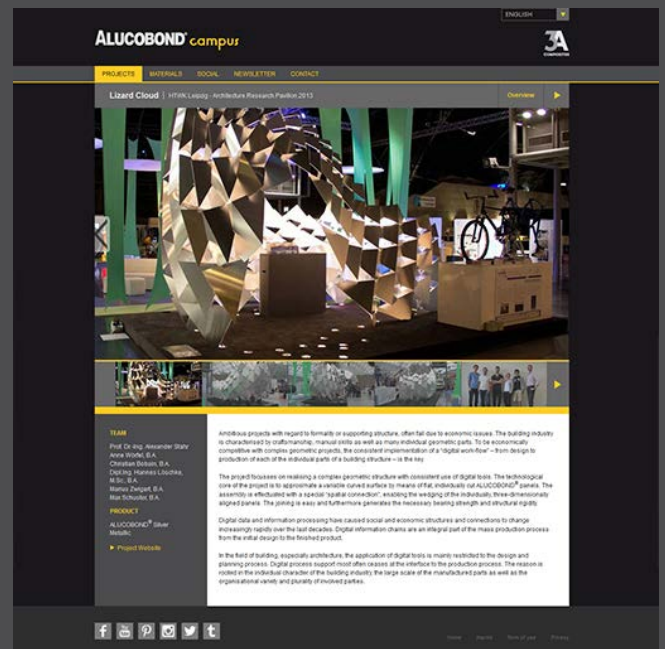 ENGLISH
ALUCOBOND® campus
3A
COMPOSITES
PROJECTS MATERIALS SOCIAL NEWSLETTER CONTACT
Lizard Cloud | HTWK Leipzig - Architecture Research Pavilion 2013
Overview
TEAM
Prof. Dr.-Ing. Alexander Stahr
Anne Würfel, B.A.
Christian
Dipl.Ing. Hannes Löschke,
M.Sc., B.A.
Marius Zwigart, B.A.
Max Schuster, B.A.
PRODUCT
ALUCOBOND® Silver
Metallic
Project Website
Ambitious projects with regard to formality or supporting structure, often fail due to economic issues. The building industry
is characterised by craftsmanship, manual skills as well as many individual geometric parts. To be economically
competitive with complex geometric projects, the consistent implementation of a "digital work-flow" – from design to
production of each of the individual parts of a building structure – is the key.
The project focusses on realising a complex geometric structure with consistent use of digital tools. The technological
core of the project is to approximate a variable curved surface by means of flat, individually cut ALUCOBOND® panels. The
assembly is effectuated with a special "spatial connection", enabling the wedging of the individually, three-dimensionally
aligned panels. The joining is easy and furthermore generates the necessary bearing strength and structural rigidity.
Digital data and information processing have caused social and economic structures and connections to change
increasingly rapidly over the last decades. Digital information chains are an integral part of the mass production process
from the initial design to the finished product.
In the field of building, especially architecture, the application of digital tools is mainly restricted to the design and
planning process. Digital process support most often ceases at the interface to the production process. The reason is
rooted in the individual character of the building industry, the large scale of the manufactured parts as well as the
organisational variety and plurality of involved parties.
Home Imprint Term of use Privacy